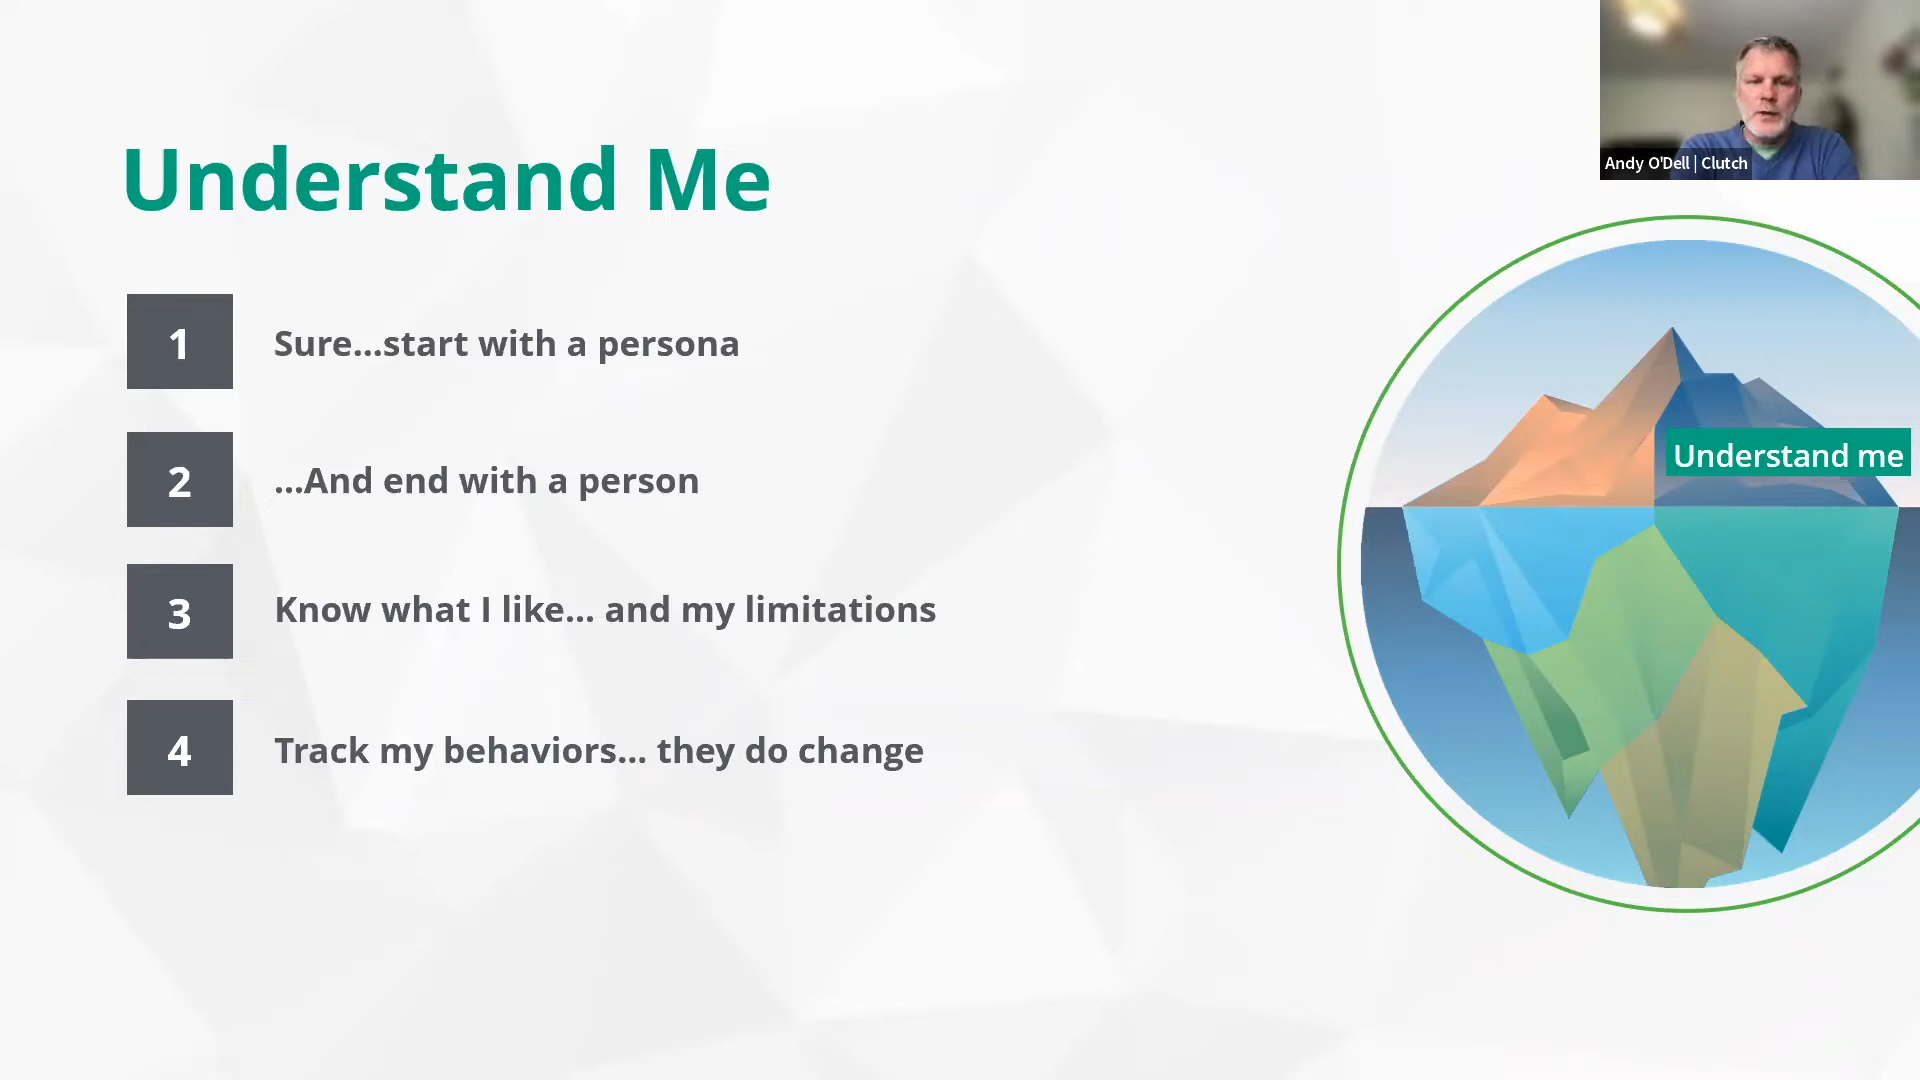 Andy O'Dell | Clutch
Understand Me
1
Sure...start with a persona
2
...And end with a person
3
Know what I like... and my limitations
4
Track my behaviors... they do change
Understand me